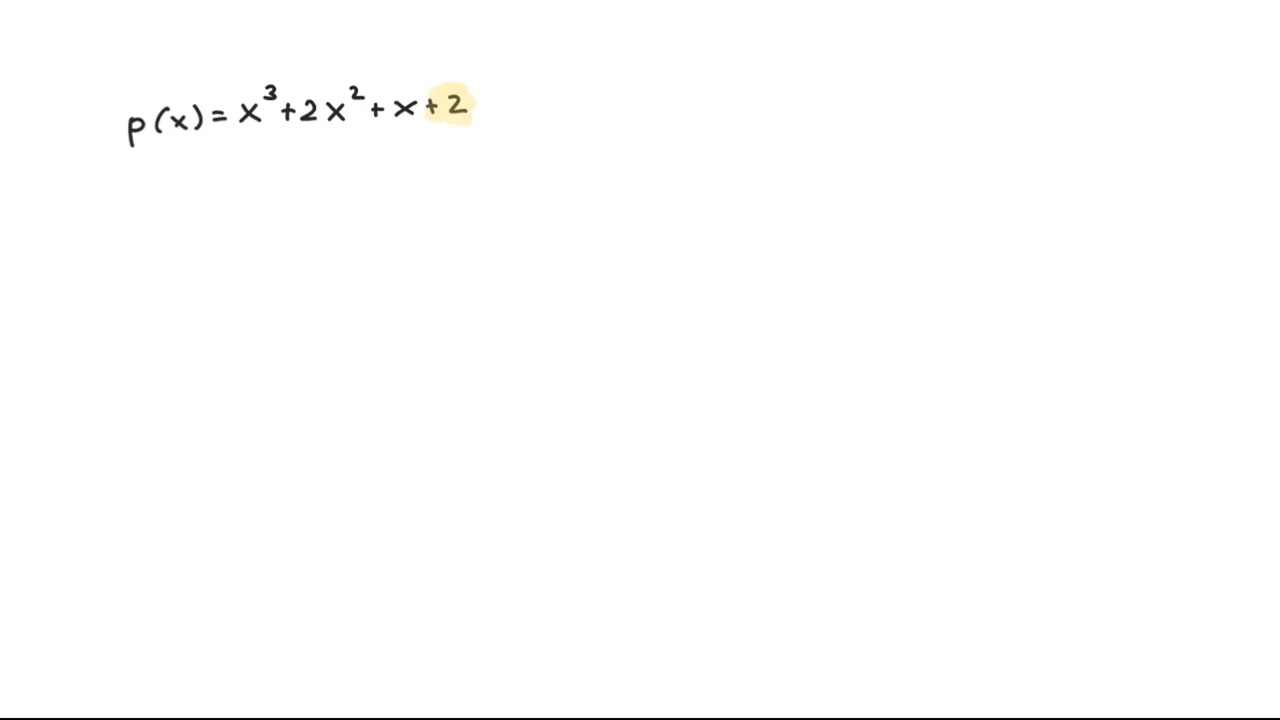 p(x) = x³ + 2x² + x + 2